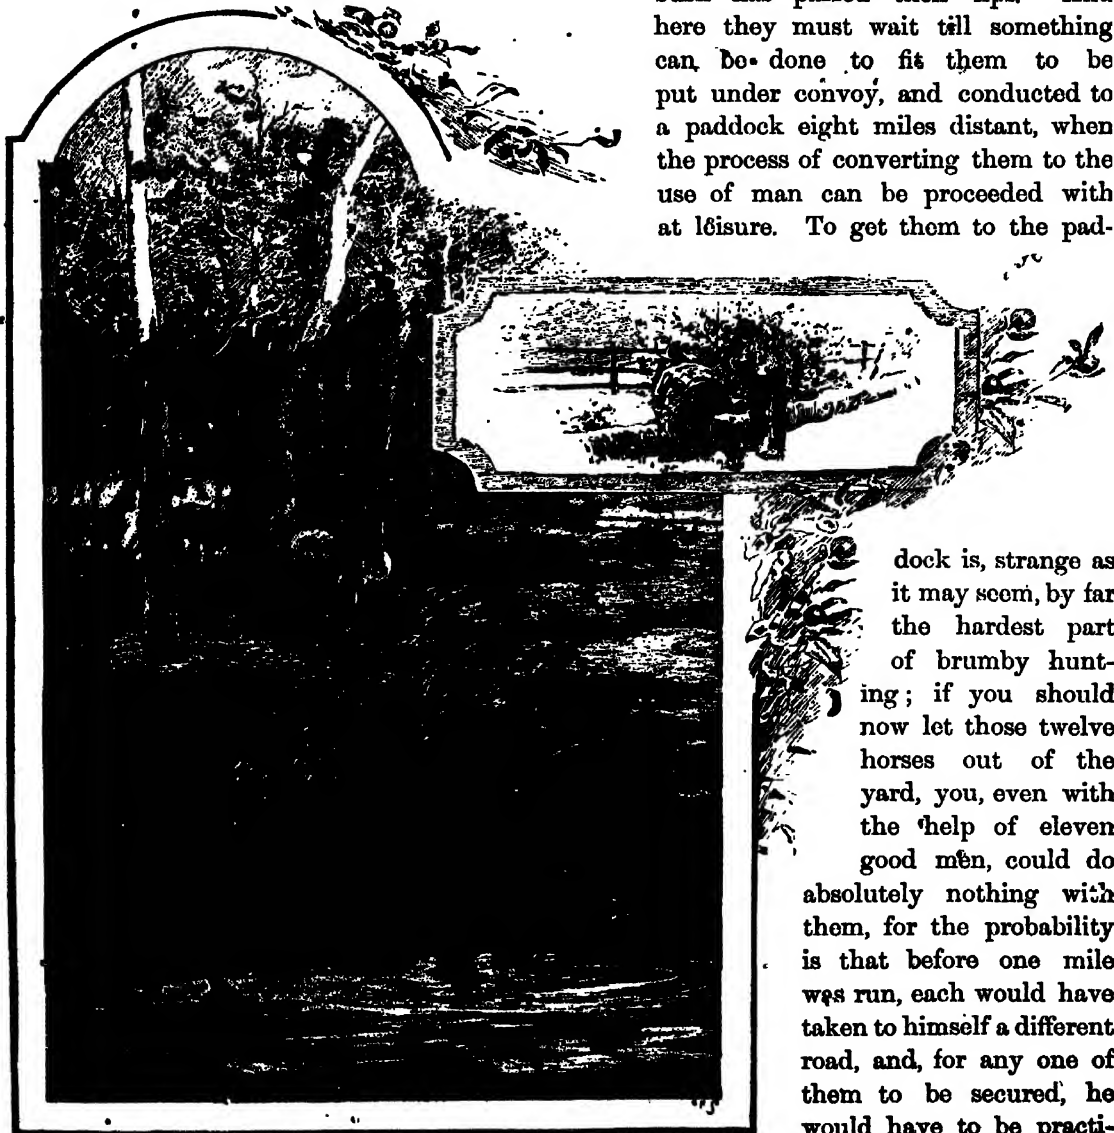 here they must wait till something
can be done to fit them to be
put under convoy, and conducted to
a paddock eight miles distant, when
the process of converting them to the
use of man can be proceeded with
at leisure. To get them to the pad-
dock is, strange as
it may seem, by far
the hardest part
of brumby hunt-
ing; if you should
now let those twelve
horses out of the
yard, you, even with
the help of eleven
good men, could do
absolutely nothing with
them, for the probability
is that before one mile
was run, each would have
taken to himself a different
road, and, for any one of
them to be secured, he
would have to be practi-